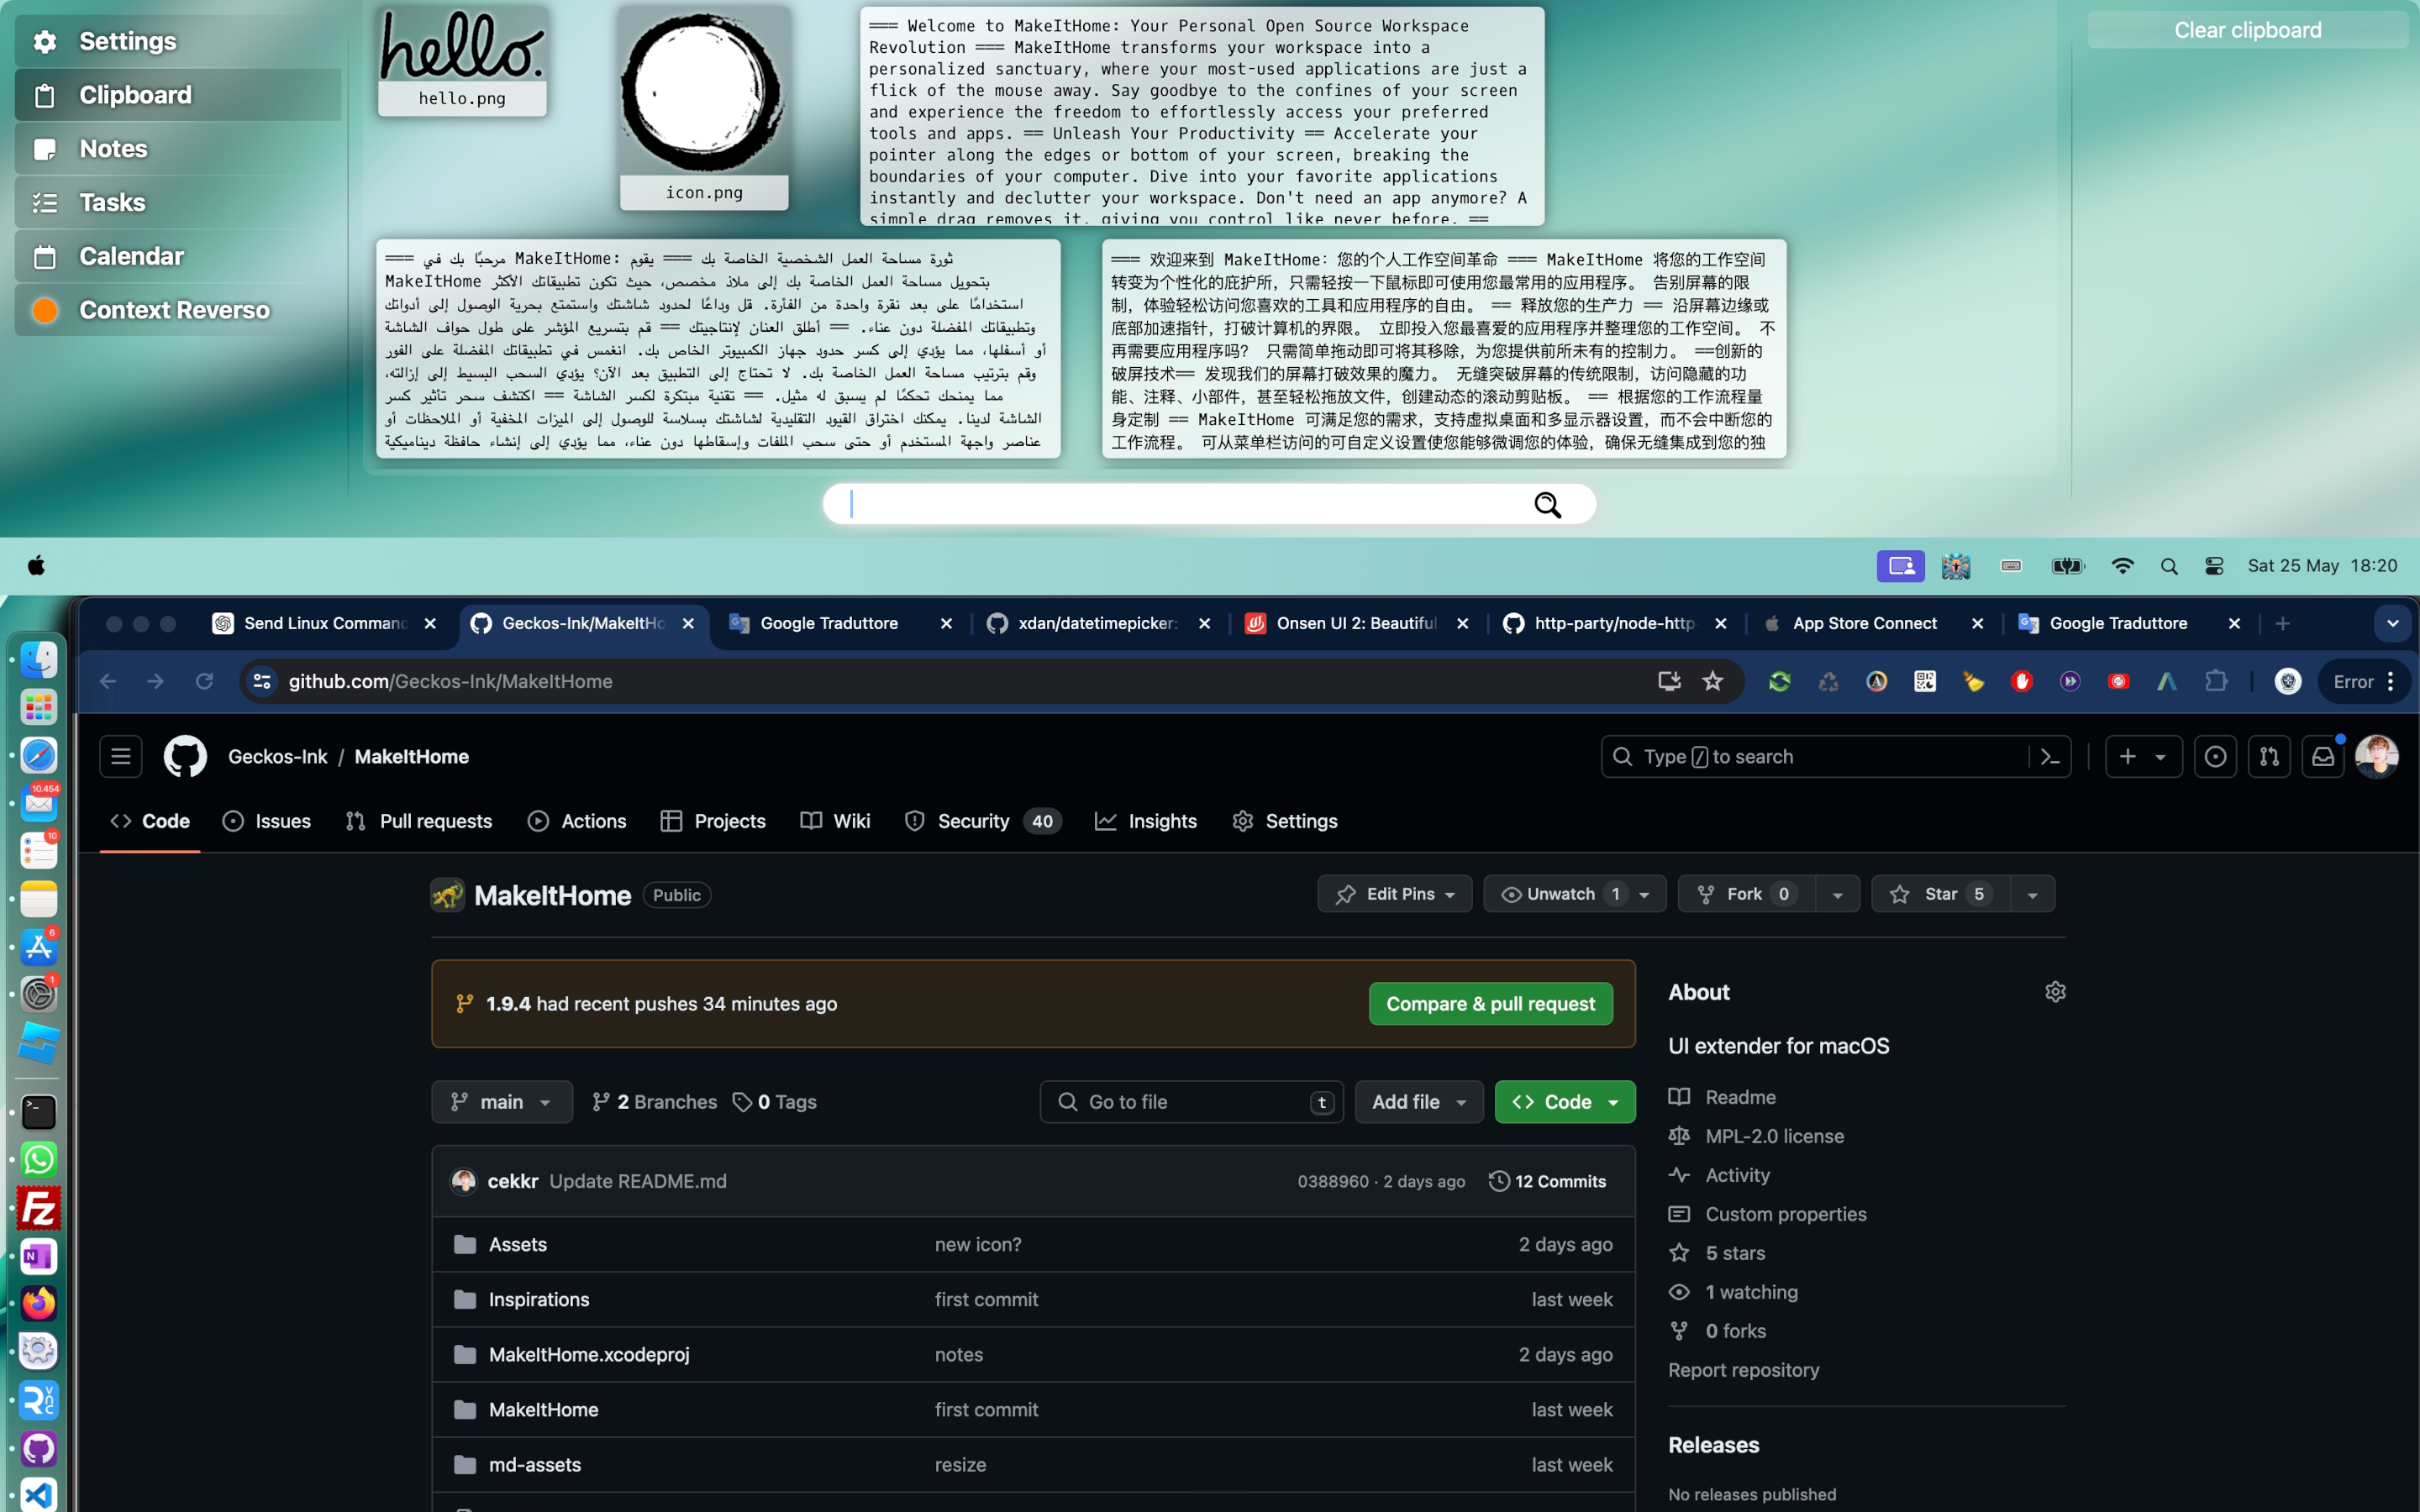 Settings
Clipboard
Notes
Tasks
Calendar
Context Reverso
hello.
hello.png
icon.png
=== Welcome to MakeItHome: Your Personal Open Source Workspace
Revolution === MakeItHome transforms your workspace into a
personalized sanctuary, where your most-used applications are just a
flick of the mouse away. Say goodbye to the confines of your screen
and experience the freedom to effortlessly access your preferred
tools and apps. == Unleash Your Productivity == Accelerate your
pointer along the edges or bottom of your screen, breaking the
boundaries of your computer. Dive into your favorite applications
instantly and declutter your workspace. Don't need an app anymore? A
simple drag removes it, giving you control like never before. ==
Clear clipboard
=== مرحبًا بك في MakeItHome: ثورة مساحة العمل الشخصية الخاصة بك === يقوم
MakeItHome بتحويل مساحة العمل الخاصة بك إلى ملاذ مخصص، حيث تكون تطبيقاتك الأكثر
استخدامًا على بعد نقرة واحدة من الفأرة. قل وداعًا لحدود شاشتك واستمتع بحرية الوصول إلى أدواتك
وتطبيقاتك المفضلة دون عناء. == أطلق العنان لإنتاجيتك == قم بتسريع المؤشر على طول حواف الشاشة
أو أسفلها، مما يؤدي إلى كسر حدود جهاز الكمبيوتر الخاص بك. انغمس في تطبيقاتك المفضلة على الفور
وقم بترتيب مساحة العمل الخاصة بك. لا تحتاج إلى التطبيق بعد الآن؟ يؤدي السحب البسيط إلى إزالته،
مما يمنحك تحكمًا لم يسبق له مثيل. == تقنية مبتكرة لكسر الشاشة == اكتشف سحر تأثير كسر
الشاشة لدينا. يمكنك اختراق القيود التقليدية لشاشتك بسلاسة للوصول إلى الميزات المخفية أو الملاحظات أو
عناصر واجهة المستخدم أو حتى سحب الملفات وإسقاطها دون عناء، مما يؤدي إلى إنشاء حافظة ديناميكية
=== 欢迎来到 MakeItHome：您的个人工作空间革命 === MakeItHome 将您的工作空间
转变为个性化的庇护所，只需轻按一下鼠标即可使用您最常用的应用程序。 告别屏幕的限
制，体验轻松访问您喜欢的工具和应用程序的自由。 == 释放您的生产力 == 沿屏幕边缘或
底部加速指针，打破计算机的界限。 立即投入您最喜爱的应用程序并整理您的工作空间。 不
再需要应用程序吗？ 只需简单拖动即可将其移除，为您提供前所未有的控制力。 ==创新的
破屏技术== 发现我们的屏幕打破效果的魔力。 无缝突破屏幕的传统限制，访问隐藏的功
能、注释、小部件，甚至轻松拖放文件，创建动态的滚动剪贴板。 == 根据您的工作流程量
身定制 == MakeItHome 可满足您的需求，支持虚拟桌面和多显示器设置，而不会中断您的
工作流程。 可从菜单栏访问的可自定义设置使您能够微调您的体验，确保无缝集成到您的独
Sat 25 May 18:20
Send Linux Command
Geckos-Ink/MakeItHo
Google Traduttore
xdan/datetimepicker:
Onsen UI 2: Beautiful
http-party/node-http-
App Store Connect
Google Traduttore
github.com/Geckos-Ink/MakeItHome
Error
Geckos-Ink / MakeItHome
Type / to search
Code
Issues
Pull requests
Actions
Projects
Wiki
Security 40
Insights
Settings
MakeItHome Public
Edit Pins
Unwatch 1
Fork 0
Star 5
1.9.4 had recent pushes 34 minutes ago
Compare & pull request
main
2 Branches
0 Tags
Go to file t
Add file
Code
cekkr Update README.md
0388960 · 2 days ago
12 Commits
Assets new icon? 2 days ago
Inspirations first commit last week
MakeItHome.xcodeproj notes 2 days ago
MakeItHome first commit last week
md-assets resize last week
About
UI extender for macOS
Readme
MPL-2.0 license
Activity
Custom properties
5 stars
1 watching
0 forks
Report repository
Releases
No releases published
10.454
10
6
1